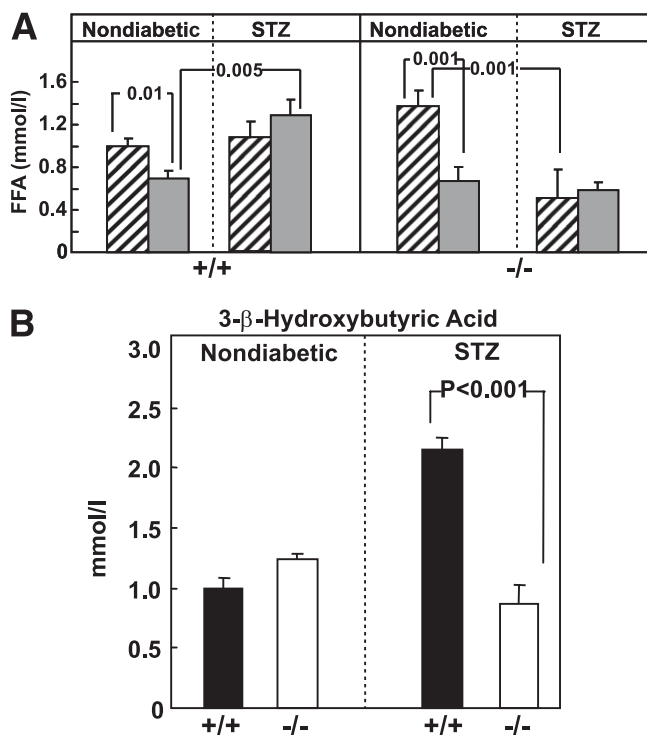 A
Nondiabetic STZ Nondiabetic STZ
FFA (mmol/l)
1.6
1.2
0.8
0.4
0
0.01
0.005
0.001
0.001
+/+ -/-
B
3-β-Hydroxybutyric Acid
Nondiabetic STZ
mmol/l
3.0
2.5
2.0
1.5
1.0
0.5
0
P<0.001
+/+ -/- +/+ -/-